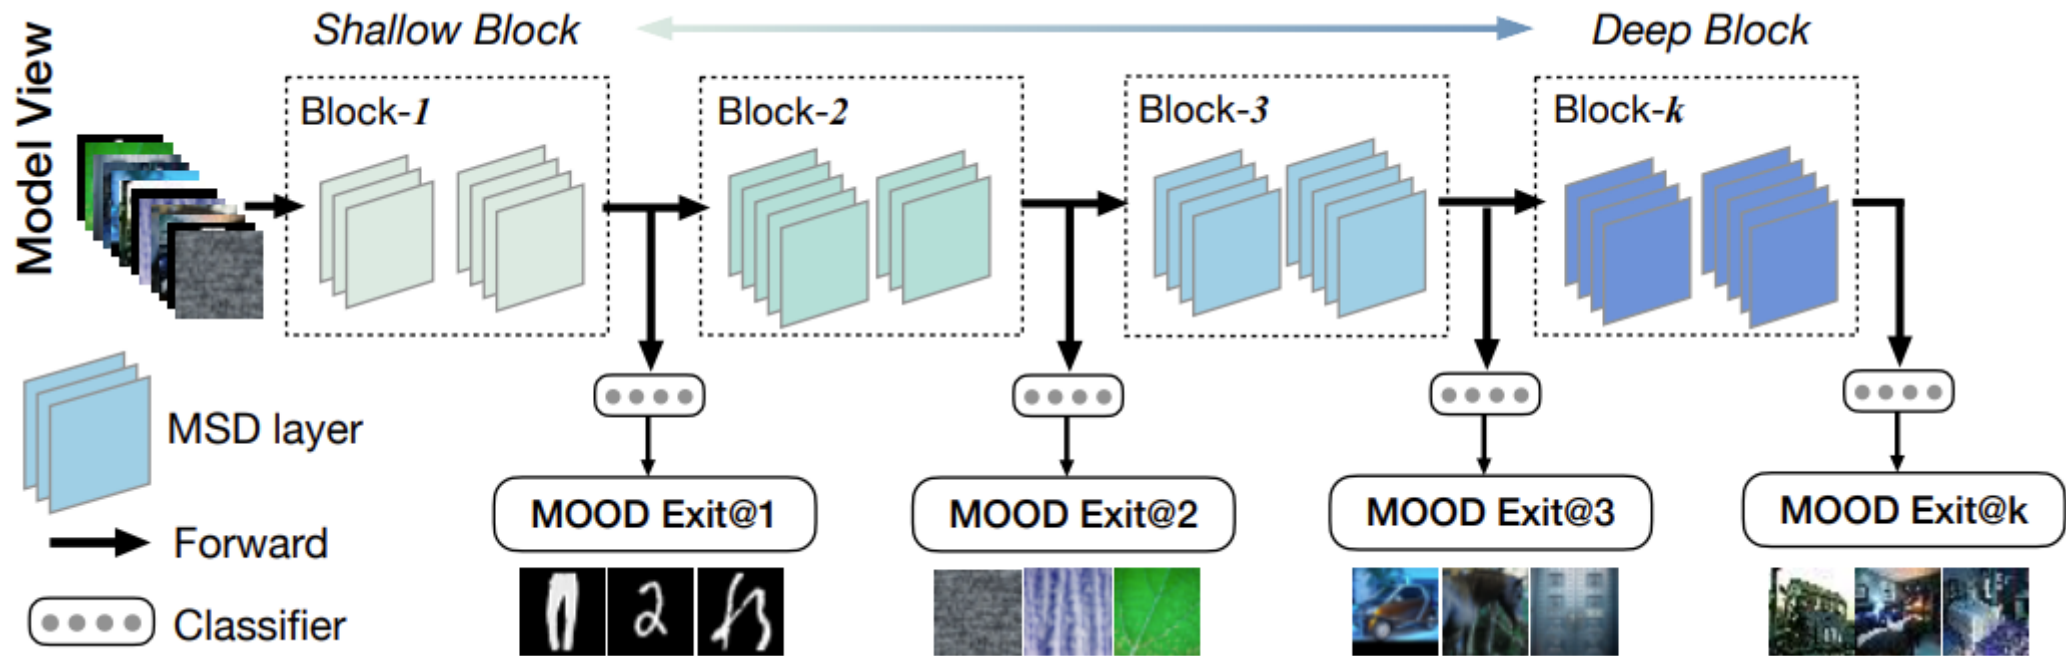 Model View
Shallow Block
Deep Block
Block-1
Block-2
Block-3
Block-k
MSD layer
Forward
Classifier
MOOD Exit@1
MOOD Exit@2
MOOD Exit@3
MOOD Exit@k
2